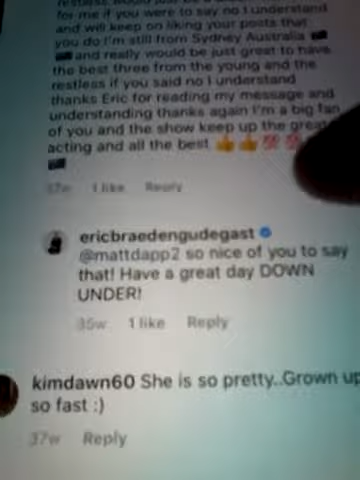 for me if you were to say no I understand
and will keep on liking your posts that
you do I'm still from Sydney Australia 🇦🇺
🇦🇺 and really would be just great to have
the best three from the young and the
restless if you said no I understand
thanks Eric for reading my message and
understanding thanks again I'm a big fan
of you and the show keep up the great
acting and all the best 👍👍💯💯
🇦🇺
37w 1 like Reply
ericbraedengudegast
@mattdapp2 so nice of you to say
that! Have a great day DOWN
UNDER!
35w 1 like Reply
kimdawn60 She is so pretty..Grown up
so fast :)
37w Reply